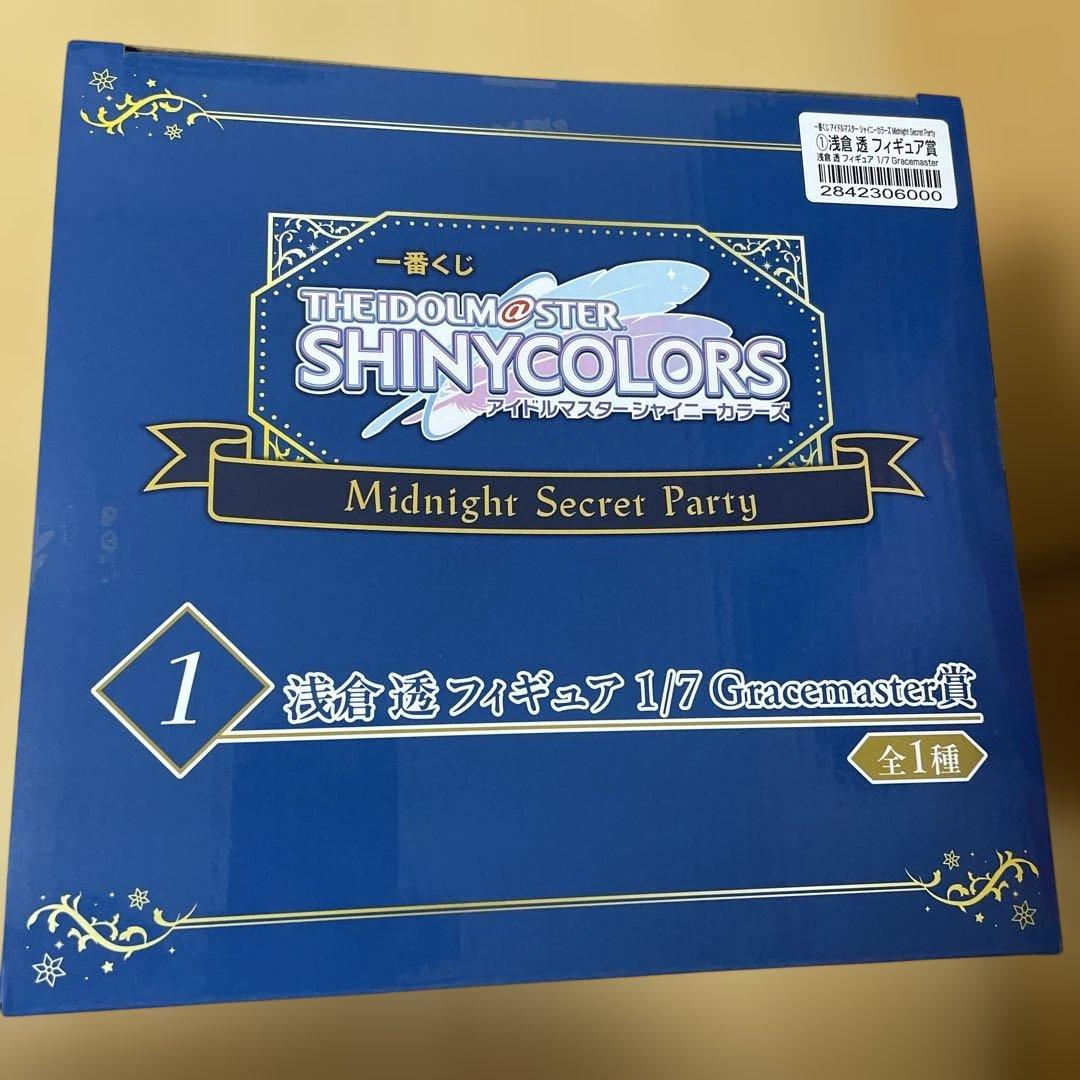 一番くじ アイドルマスター シャイニーカラーズ Midnight Secret Party
①浅倉 透 フィギュア賞
浅倉 透 フィギュア 1/7 Gracemaster
2842306000
一番くじ
THE iDOLM@STER
SHINYCOLORS
アイドルマスター シャイニーカラーズ
Midnight Secret Party
1
浅倉 透 フィギュア 1/7 Gracemaster賞
全1種